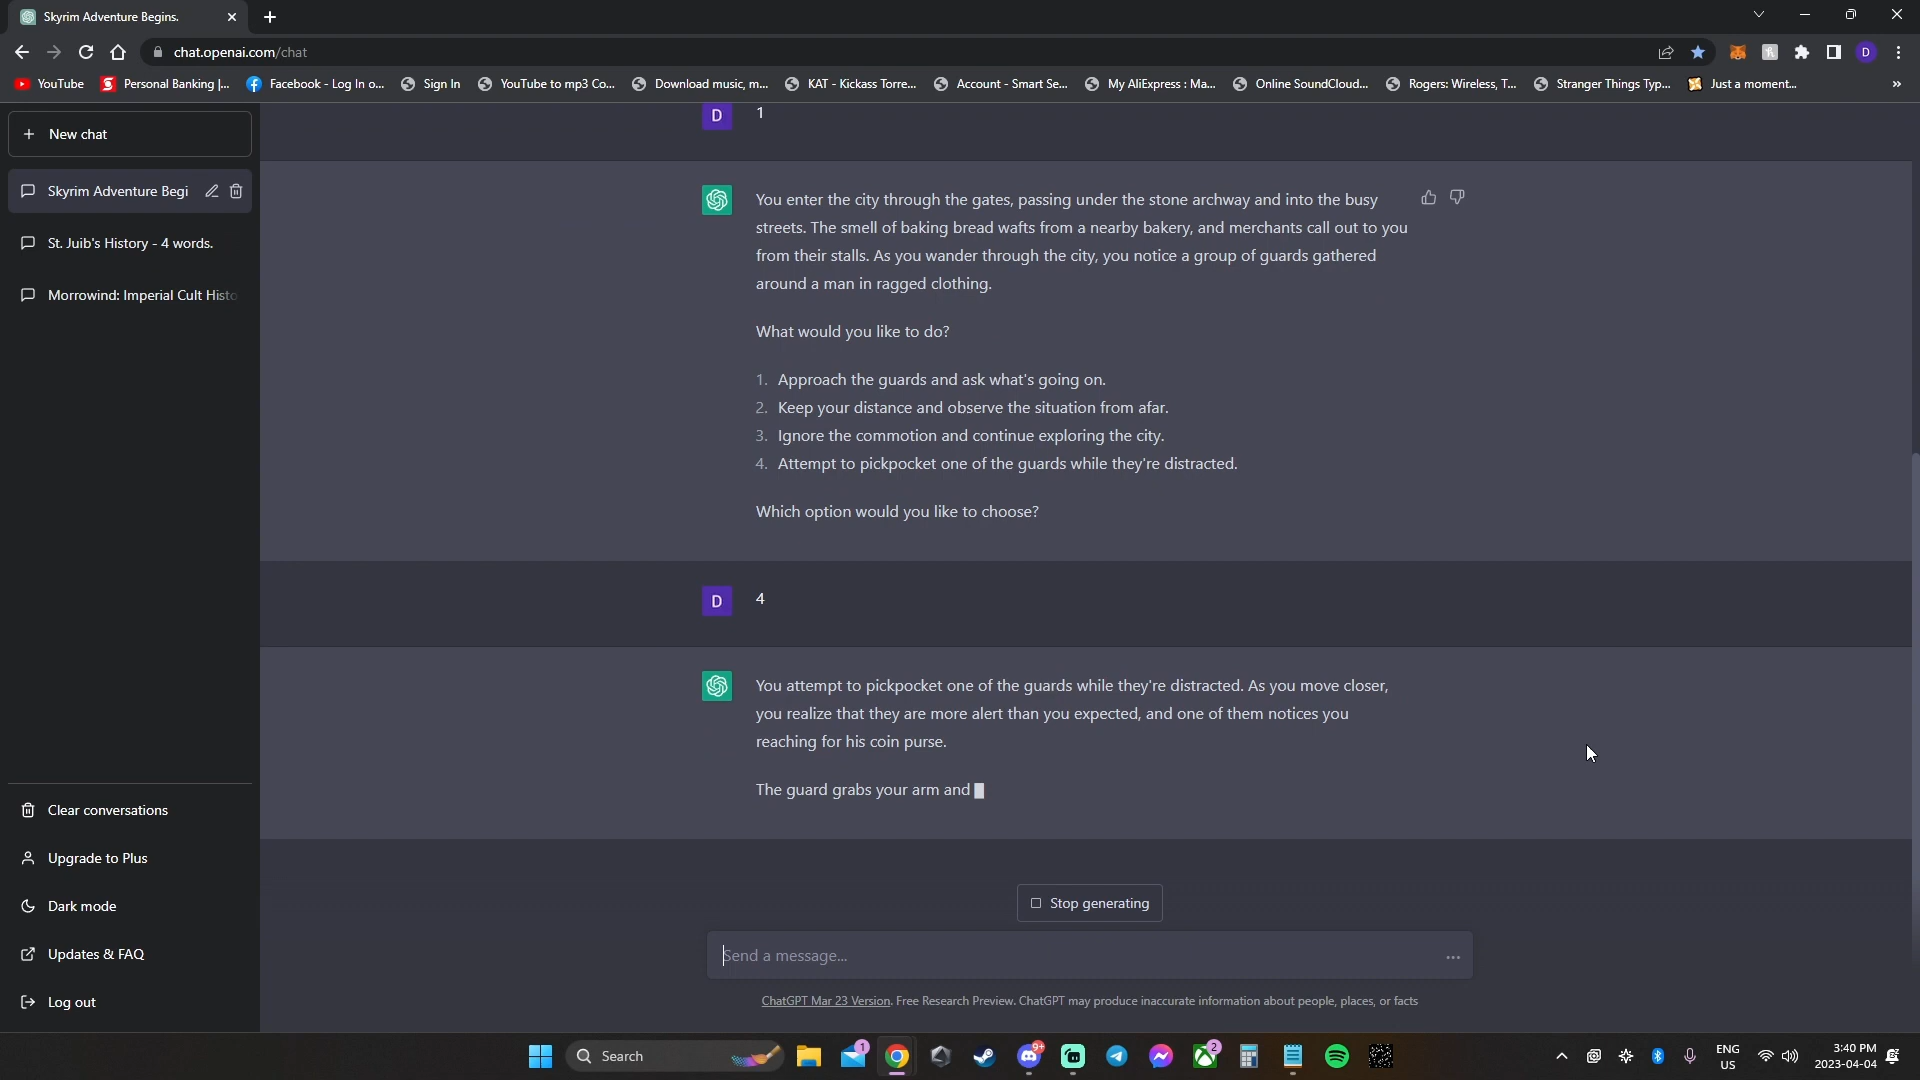 Skyrim Adventure Begins.
chat.openai.com/chat
YouTube
Personal Banking |...
Facebook - Log In o...
Sign In
YouTube to mp3 Co...
Download music, m...
KAT - Kickass Torre...
Account - Smart Se...
My AliExpress : Ma...
Online SoundCloud...
Rogers: Wireless, T...
Stranger Things Typ...
Just a moment...
»
New chat
Skyrim Adventure Begi
St. Juib's History - 4 words.
Morrowind: Imperial Cult Histo
D 1
You enter the city through the gates, passing under the stone archway and into the busy
streets. The smell of baking bread wafts from a nearby bakery, and merchants call out to you
from their stalls. As you wander through the city, you notice a group of guards gathered
around a man in ragged clothing.
What would you like to do?
1. Approach the guards and ask what's going on.
2. Keep your distance and observe the situation from afar.
3. Ignore the commotion and continue exploring the city.
4. Attempt to pickpocket one of the guards while they're distracted.
Which option would you like to choose?
D 4
You attempt to pickpocket one of the guards while they're distracted. As you move closer,
you realize that they are more alert than you expected, and one of them notices you
reaching for his coin purse.
The guard grabs your arm and
Clear conversations
Upgrade to Plus
Dark mode
Updates & FAQ
Log out
Stop generating
Send a message...
ChatGPT Mar 23 Version. Free Research Preview. ChatGPT may produce inaccurate information about people, places, or facts
Search
1
9+
2
ENG
US
3:40 PM
2023-04-04
D